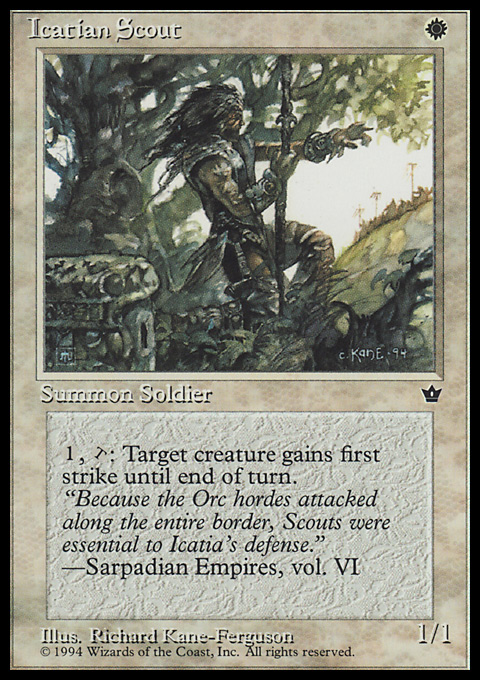 Icatian Scout
C. KANE · 94
Summon Soldier
1, : Target creature gains first
strike until end of turn.
“Because the Orc hordes attacked
along the entire border, Scouts were
essential to Icatia’s defense.”
—Sarpadian Empires, vol. VI
Illus. Richard Kane-Ferguson
1/1
© 1994 Wizards of the Coast, Inc. All rights reserved.